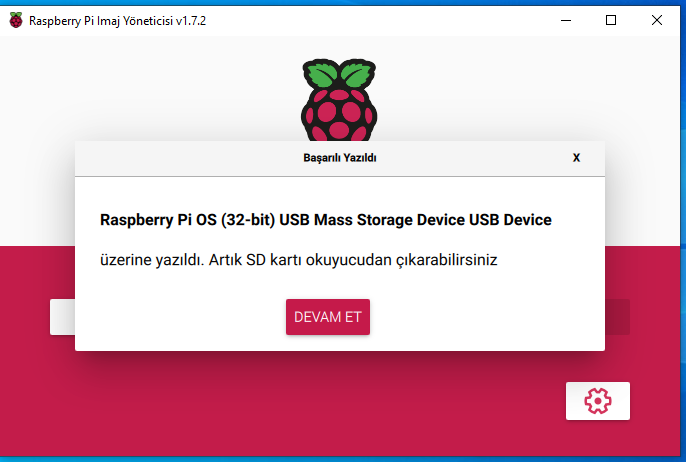 Raspberry Pi Imaj Yöneticisi v1.7.2
Başarılı Yazıldı
X
Raspberry Pi OS (32-bit) USB Mass Storage Device USB Device
üzerine yazıldı. Artık SD kartı okuyucudan çıkarabilirsiniz
DEVAM ET